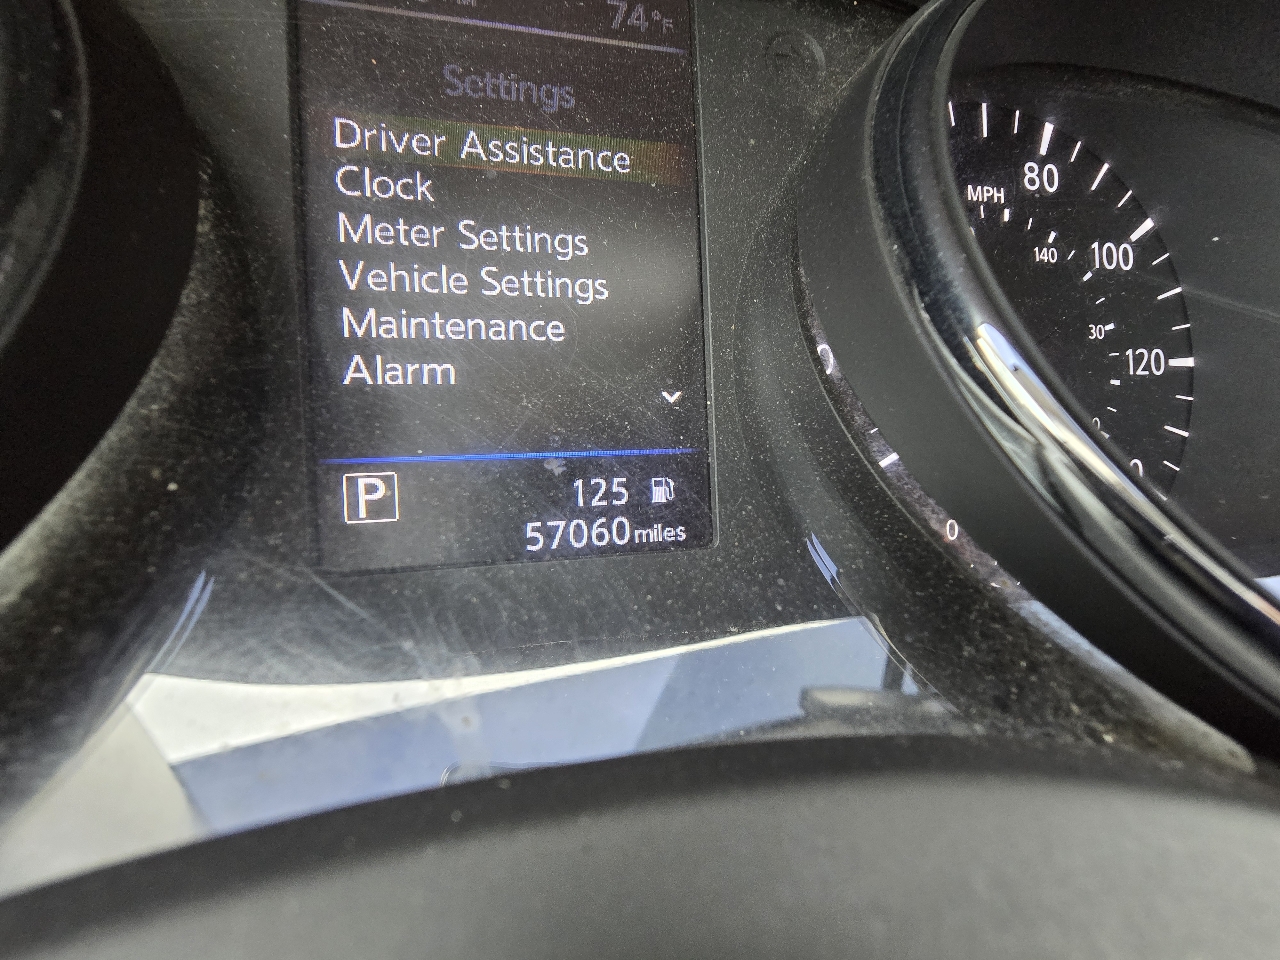 74°F
Settings
Driver Assistance
Clock
Meter Settings
Vehicle Settings
Maintenance
Alarm
P
125
57060 miles
MPH
80
100
120
140
30
0